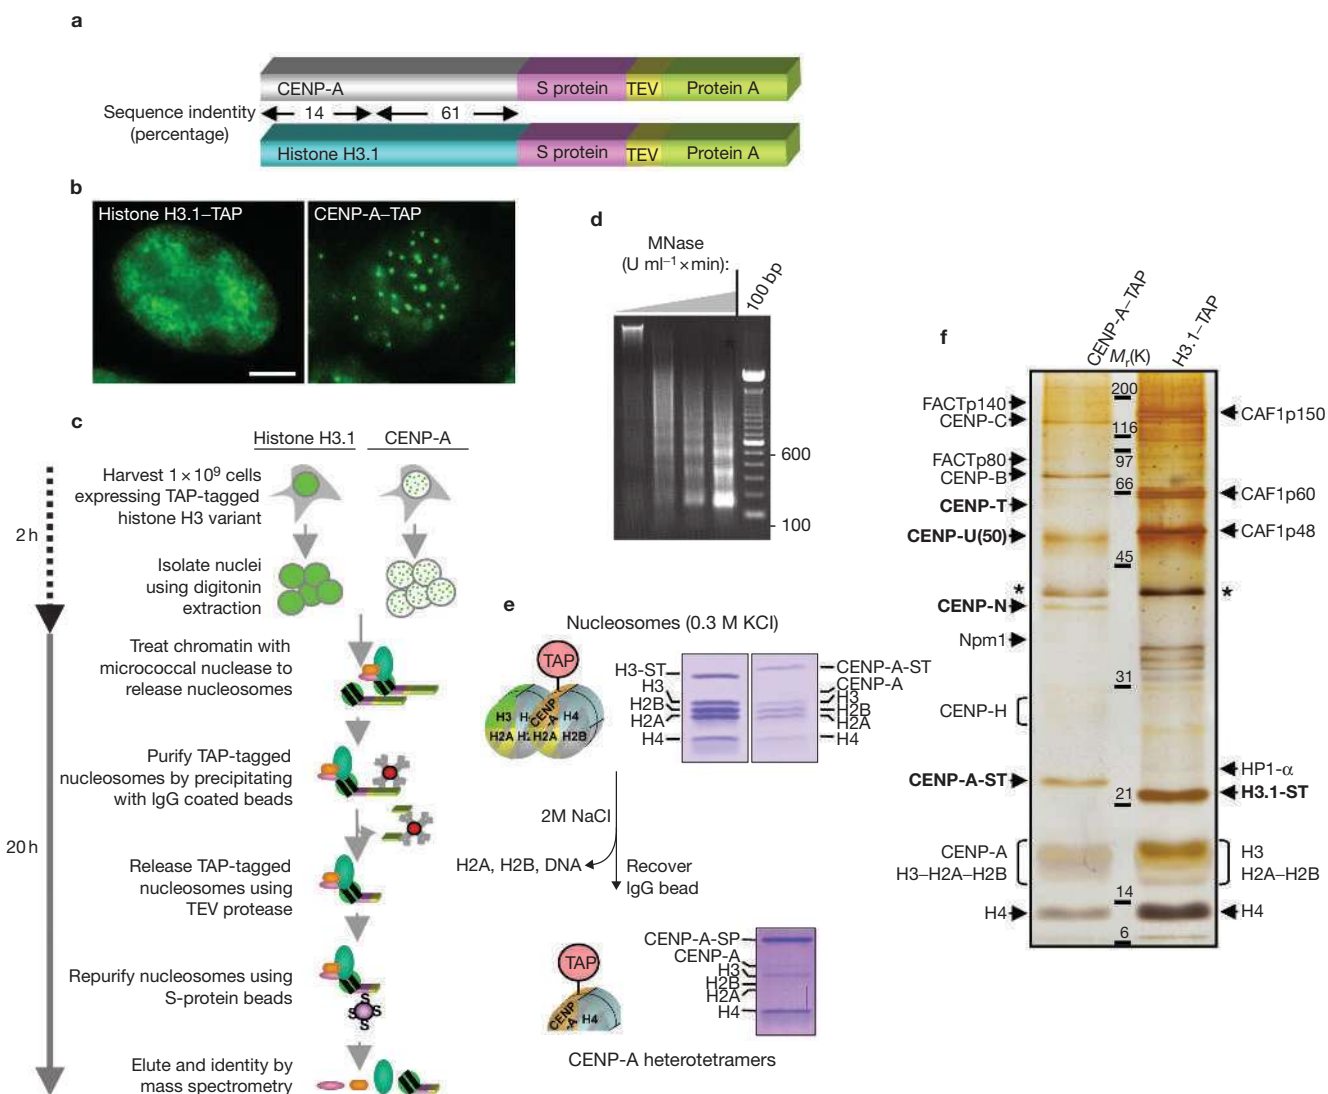 a
CENP-A
S protein
TEV
Protein A
Sequence indentity
(percentage)
14
61
Histone H3.1
S protein
TEV
Protein A
b
Histone H3.1–TAP
CENP-A–TAP
c
Histone H3.1
CENP-A
Harvest 1 × 10⁹ cells
expressing TAP-tagged
histone H3 variant
2 h
Isolate nuclei
using digitonin
extraction
Treat chromatin with
micrococcal nuclease to
release nucleosomes
Purify TAP-tagged
nucleosomes by precipitating
with IgG coated beads
20 h
Release TAP-tagged
nucleosomes using
TEV protease
Repurify nucleosomes using
S-protein beads
S
S
S
S
Elute and identity by
mass spectrometry
d
MNase
(U ml⁻¹ × min):
100 bp
600
100
e
Nucleosomes (0.3 M KCl)
TAP
H3
CENP
-A
H4
H2A
H2A
H2B
H3-ST
H3
H2B
H2A
H4
CENP-A-ST
CENP-A
H3
H2B
H2A
H4
2M NaCl
H2A, H2B, DNA
Recover
IgG bead
TAP
CENP
-A
H4
CENP-A-SP
CENP-A
H3
H2B
H2A
H4
CENP-A heterotetramers
f
CENP-A–TAP
Mr(K)
H3.1–TAP
FACTp140
CENP-C
FACTp80
CENP-B
CENP-T
CENP-U(50)
*
CENP-N
Npm1
CENP-H
CENP-A-ST
CENP-A
H3–H2A–H2B
H4
200
116
97
66
45
31
21
14
6
CAF1p150
CAF1p60
CAF1p48
*
HP1-α
H3.1-ST
H3
H2A–H2B
H4